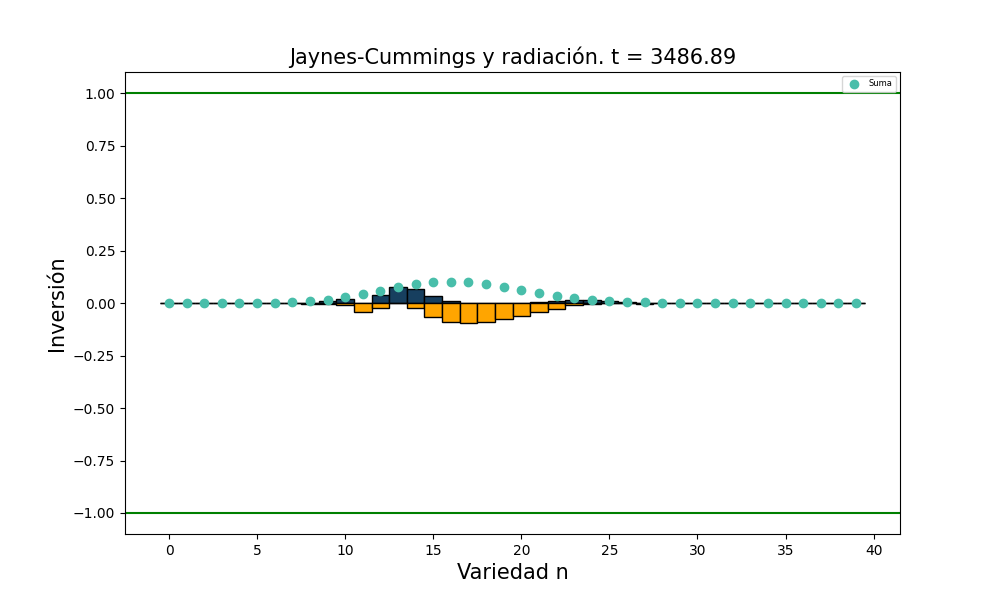 Jaynes-Cummings y radiación. t = 3486.89
Suma
1.00
0.75
0.50
0.25
0.00
−0.25
−0.50
−0.75
−1.00
Inversión
0 5 10 15 20 25 30 35 40
Variedad n